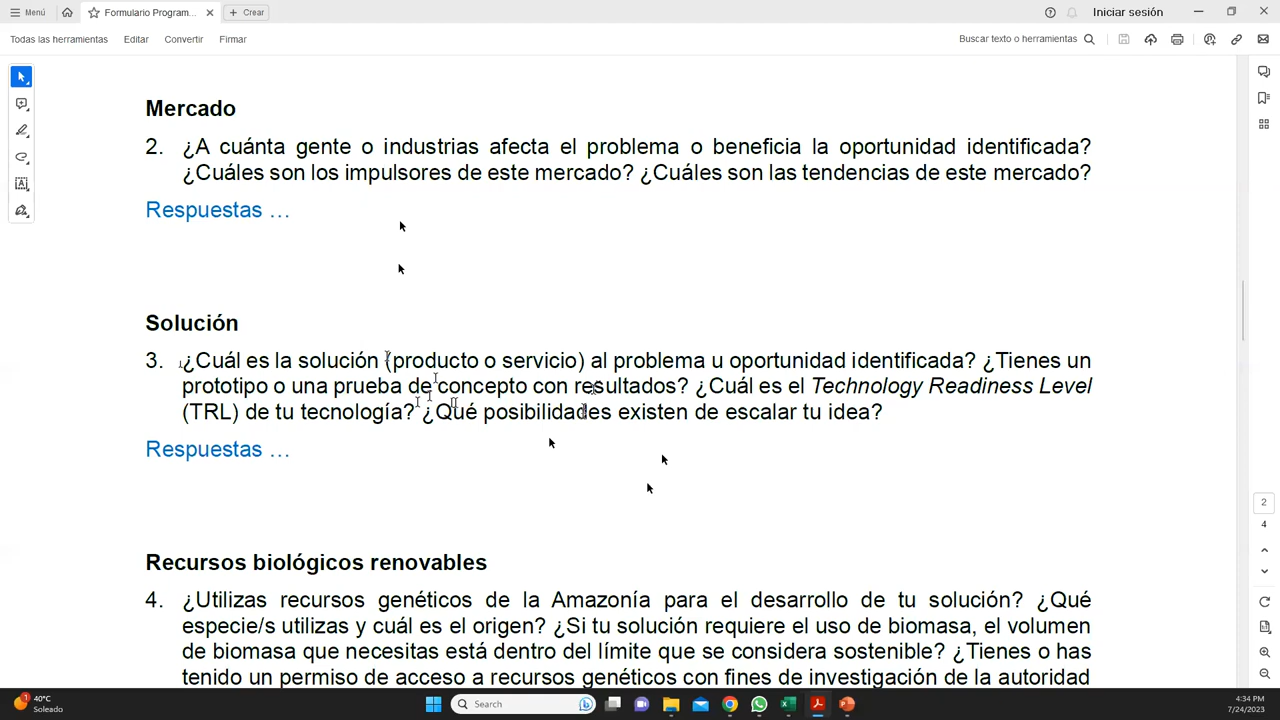 Menú
Formulario Program...
Crear
Iniciar sesión
Todas las herramientas
Editar
Convertir
Firmar
Buscar texto o herramientas
Mercado
2. ¿A cuánta gente o industrias afecta el problema o beneficia la oportunidad identificada?
¿Cuáles son los impulsores de este mercado? ¿Cuáles son las tendencias de este mercado?
Respuestas …
Solución
3. ¿Cuál es la solución (producto o servicio) al problema u oportunidad identificada? ¿Tienes un
prototipo o una prueba de concepto con resultados? ¿Cuál es el Technology Readiness Level
(TRL) de tu tecnología? ¿Qué posibilidades existen de escalar tu idea?
Respuestas …
2
4
Recursos biológicos renovables
4. ¿Utilizas recursos genéticos de la Amazonía para el desarrollo de tu solución? ¿Qué
especie/s utilizas y cuál es el origen? ¿Si tu solución requiere el uso de biomasa, el volumen
de biomasa que necesitas está dentro del límite que se considera sostenible? ¿Tienes o has
tenido un permiso de acceso a recursos genéticos con fines de investigación de la autoridad
1
40°C
Soleado
Search
4:34 PM
7/24/2023